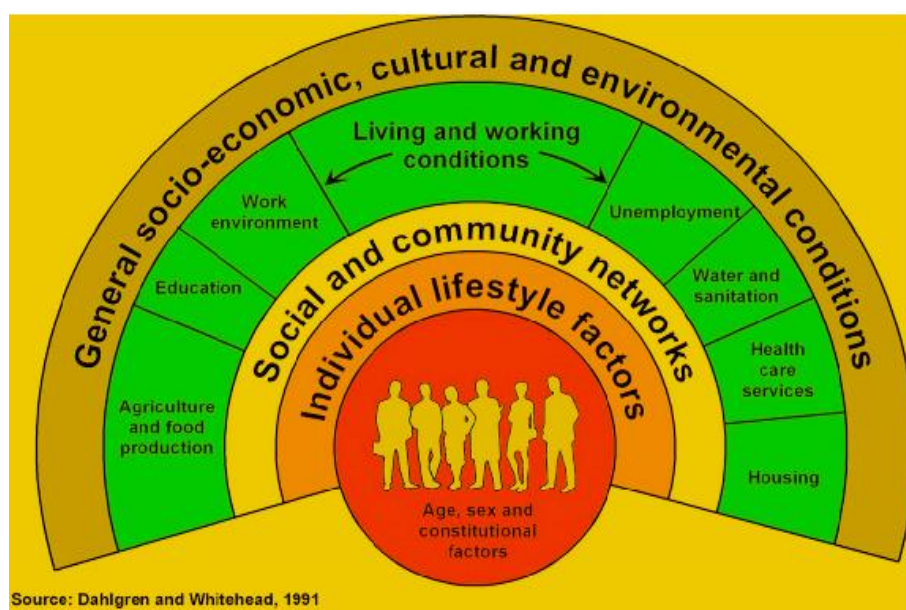 General socio-economic, cultural and environmental conditions
Living and working
conditions
Work
environment
Unemployment
Education
Water and
sanitation
Agriculture
and food
production
Health
care
services
Housing
Social and community networks
Individual lifestyle factors
Age, sex and
constitutional
factors
Source: Dahlgren and Whitehead, 1991